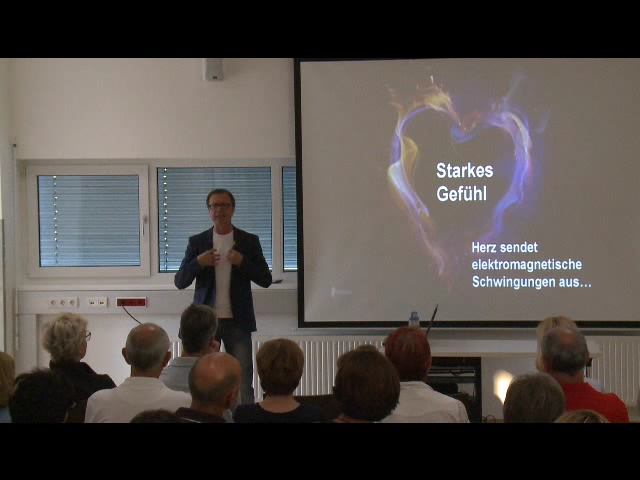 Starkes
Gefühl
Herz sendet
elektromagnetische
Schwingungen aus...